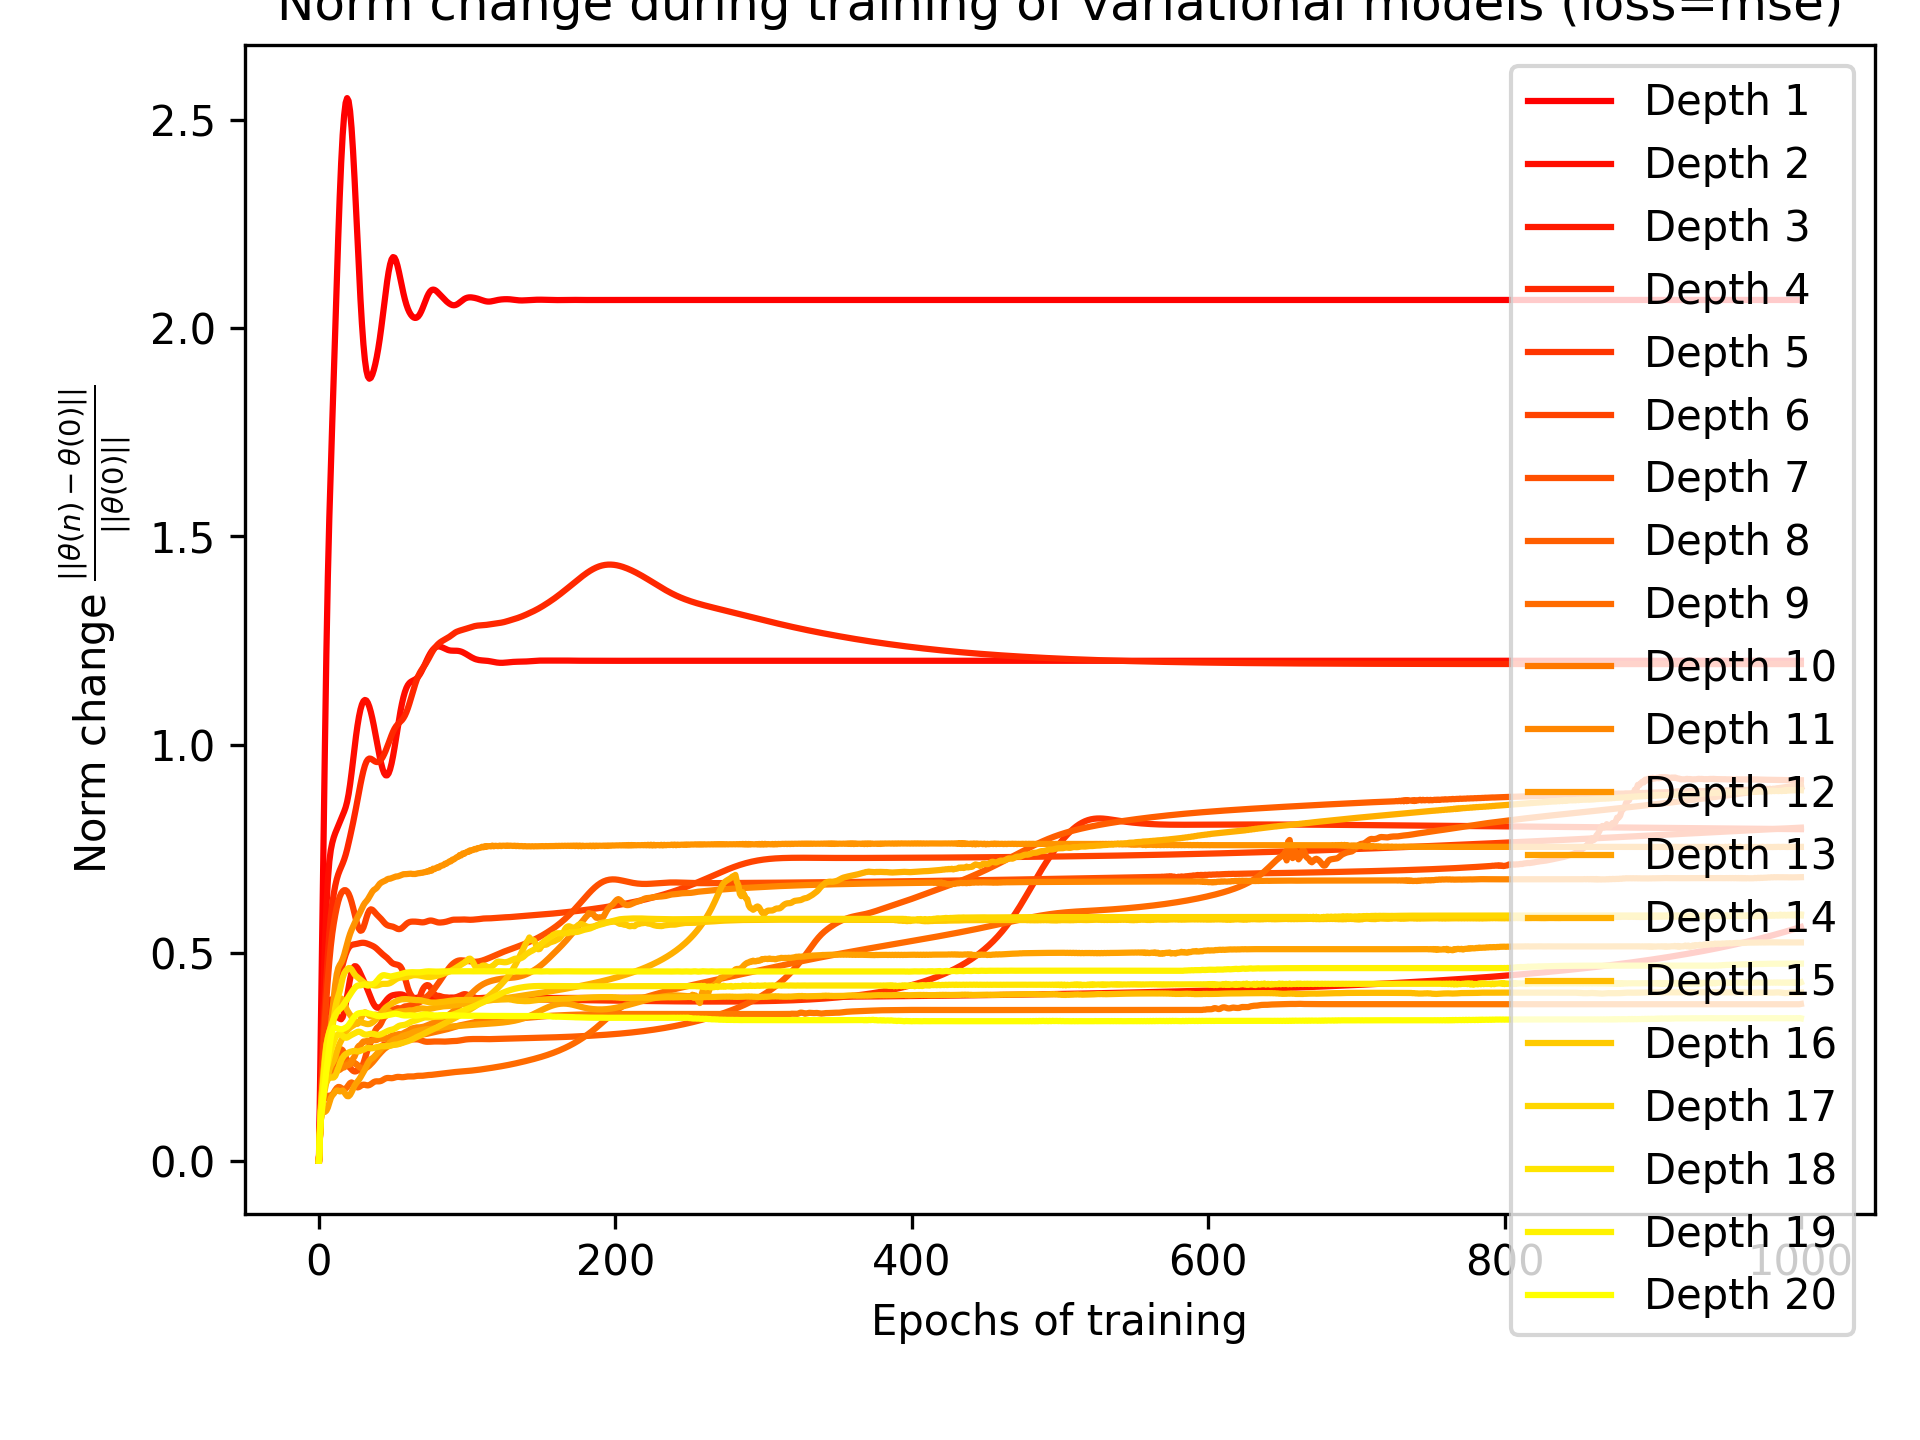 Norm change during training of variational models (loss=mse)
Norm change ||θ(n) − θ(0)|| / ||θ(0)||
2.5
2.0
1.5
1.0
0.5
0.0
0 200 400 600 800 1000
Epochs of training
Depth 1
Depth 2
Depth 3
Depth 4
Depth 5
Depth 6
Depth 7
Depth 8
Depth 9
Depth 10
Depth 11
Depth 12
Depth 13
Depth 14
Depth 15
Depth 16
Depth 17
Depth 18
Depth 19
Depth 20